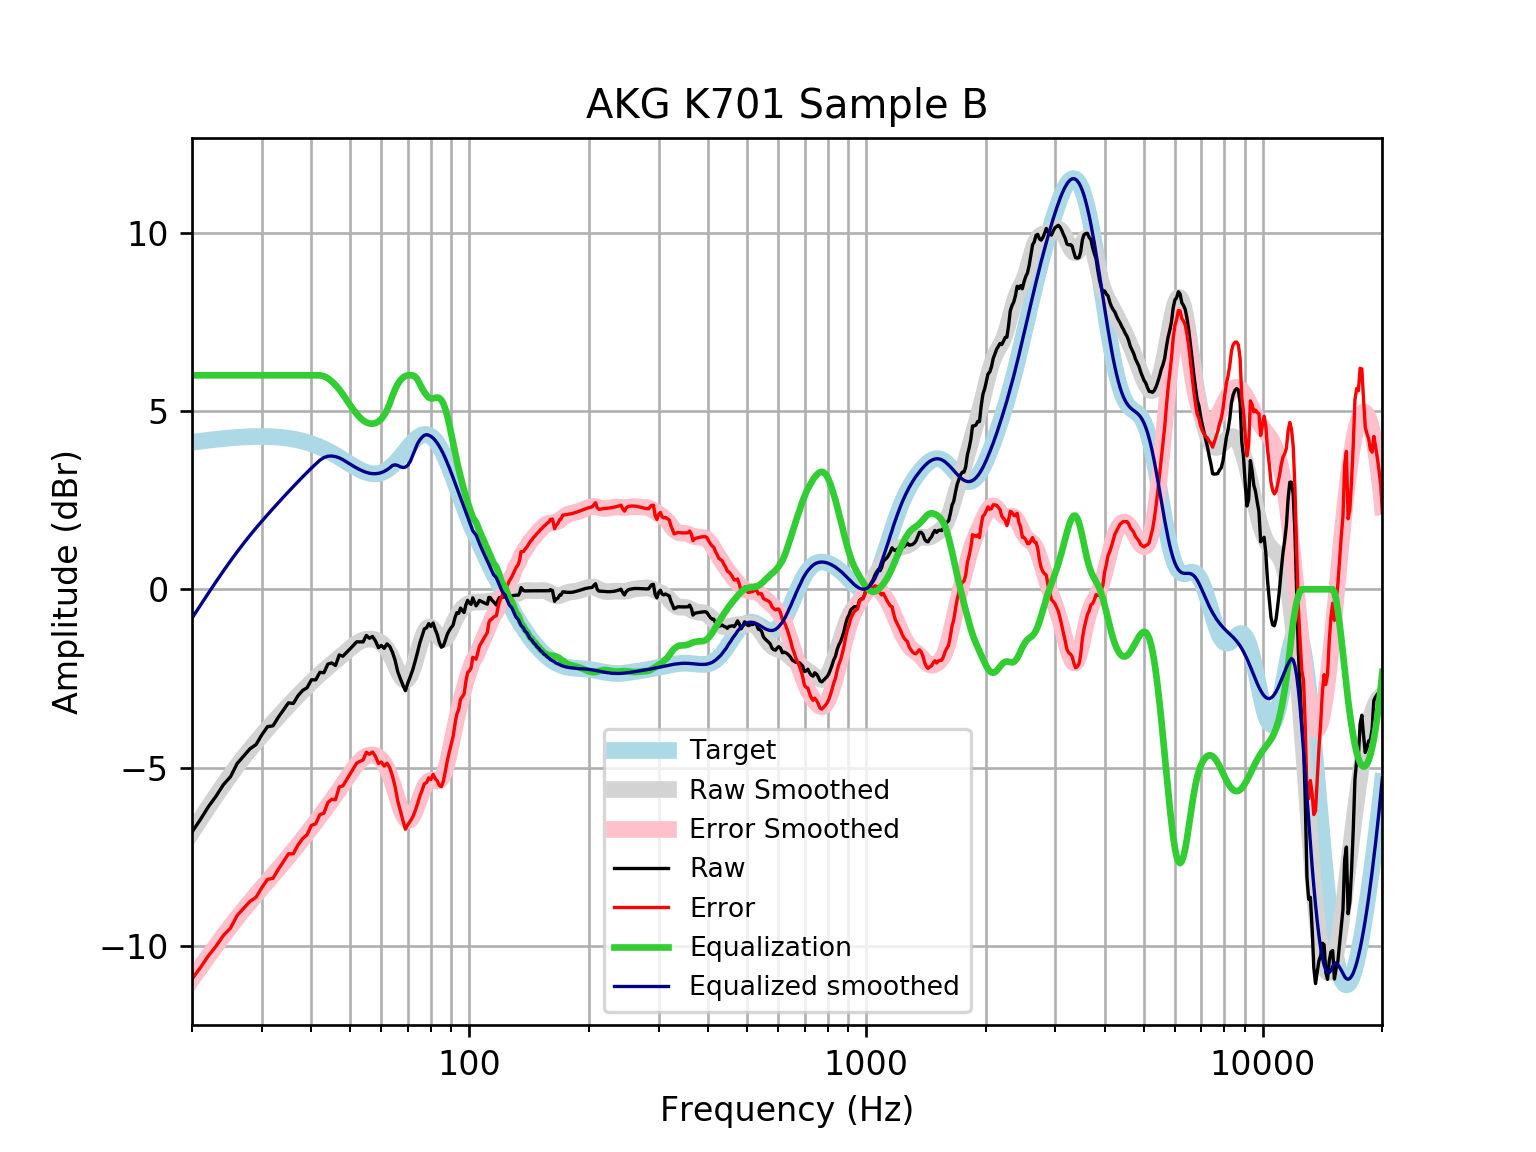 AKG K701 Sample B
10
5
0
−5
−10
Amplitude (dBr)
Target
Raw Smoothed
Error Smoothed
Raw
Error
Equalization
Equalized smoothed
100
1000
10000
Frequency (Hz)